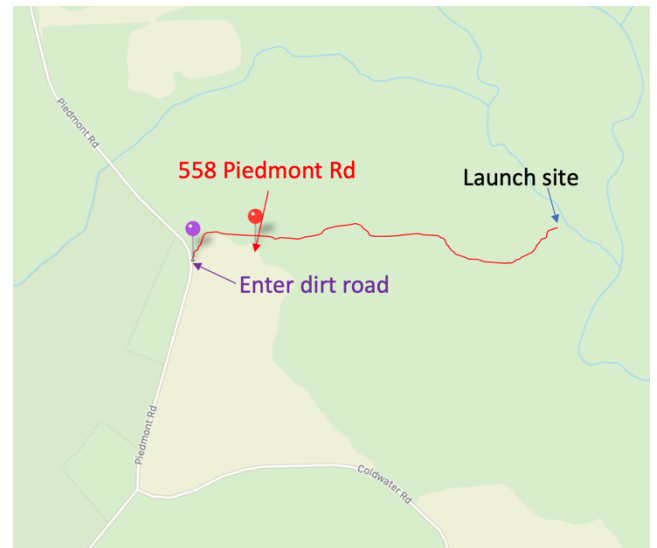 Piedmont Rd
558 Piedmont Rd
Launch site
Enter dirt road
Piedmont Rd
Coldwater Rd